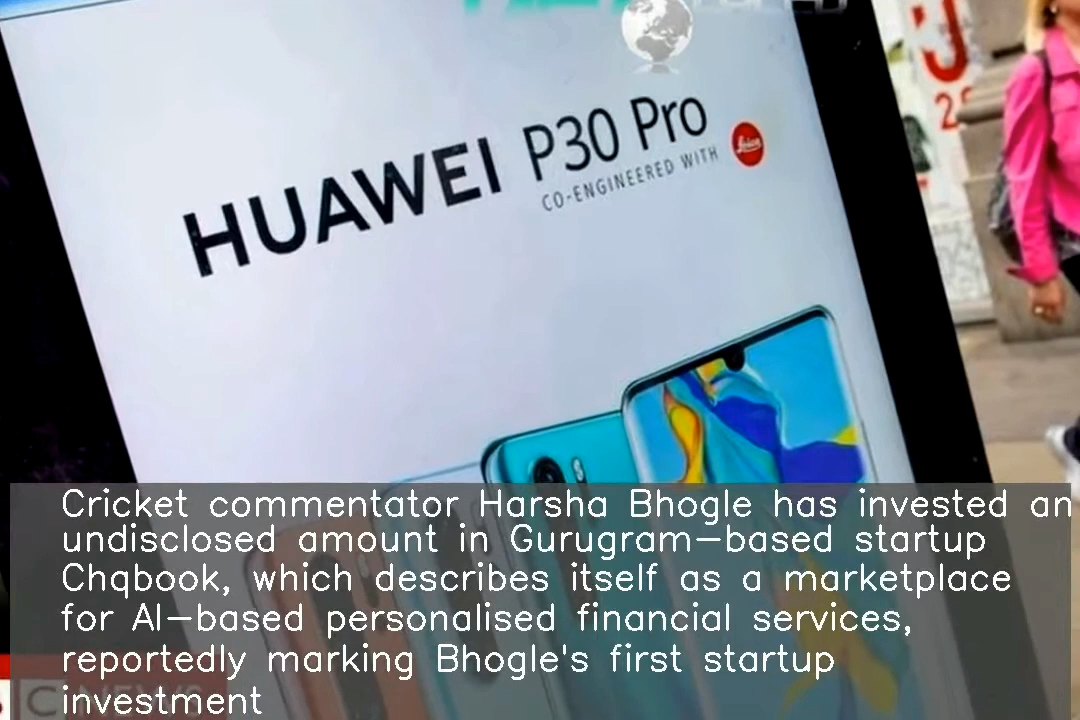 HUAWEI P30 Pro
CO-ENGINEERED WITH
Leica
Cricket commentator Harsha Bhogle has invested an
undisclosed amount in Gurugram-based startup
Chqbook, which describes itself as a marketplace
for AI-based personalised financial services,
reportedly marking Bhogle's first startup
investment